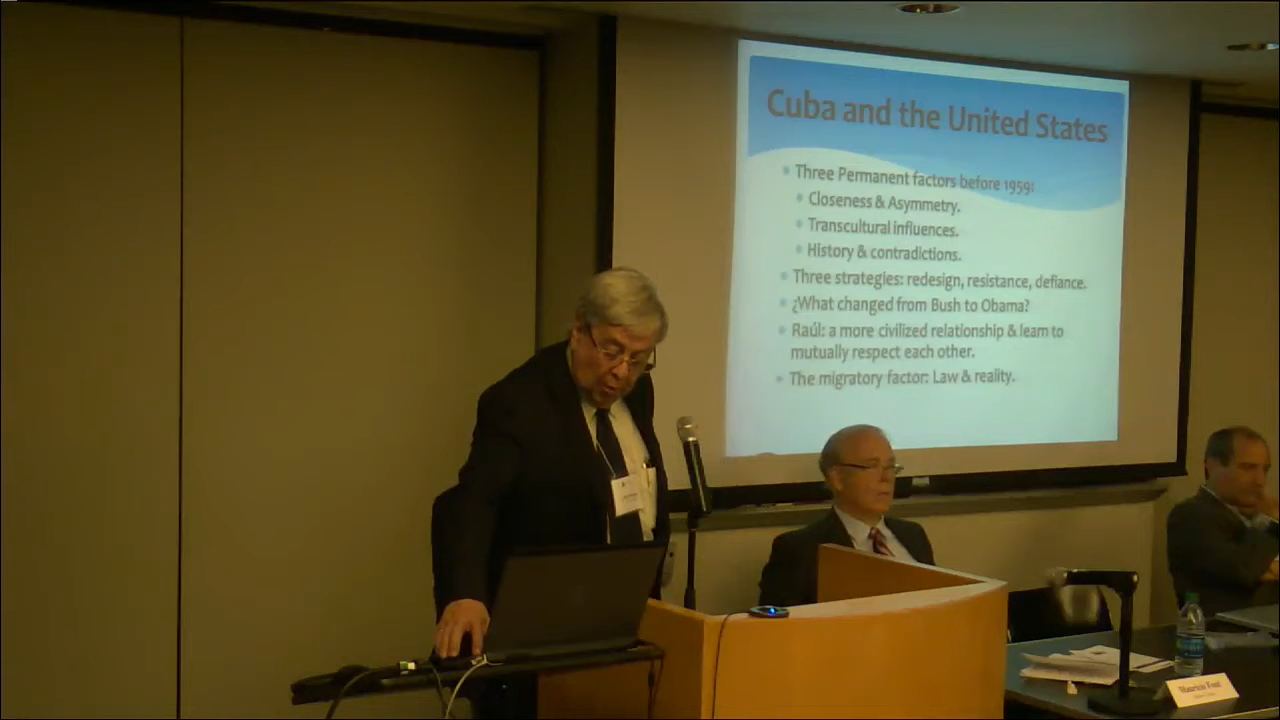 Cuba and the United States
Three Permanent factors before 1959:
Closeness & Asymmetry.
Transcultural influences.
History & contradictions.
Three strategies: redesign, resistance, defiance.
¿What changed from Bush to Obama?
Raúl: a more civilized relationship & learn to
mutually respect each other.
The migratory factor: Law & reality.
Mauricio Font